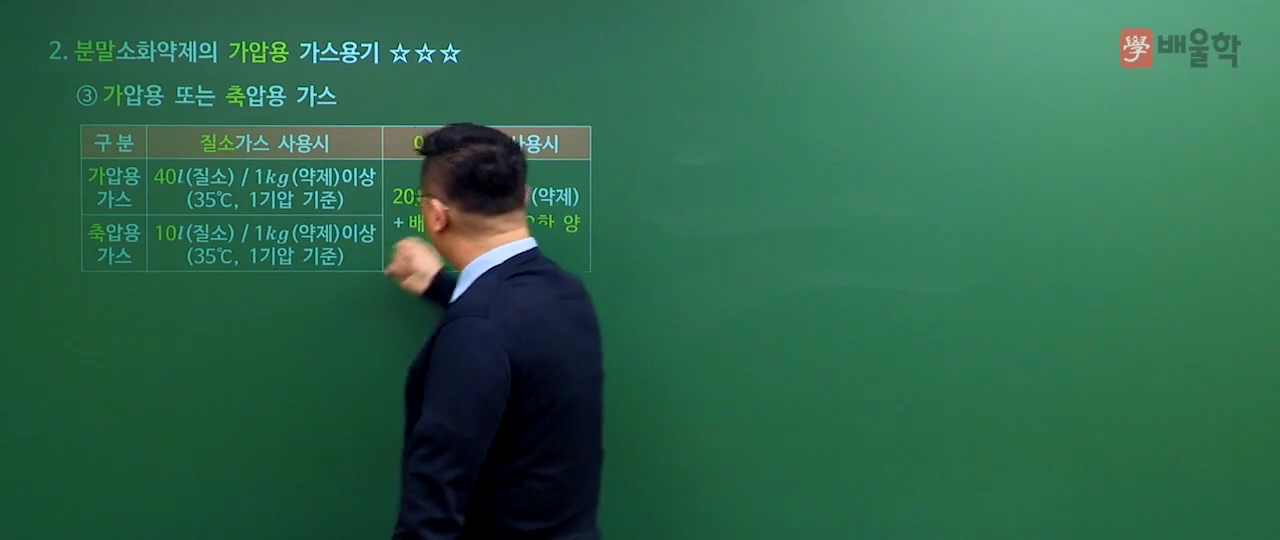 2. 분말소화약제의 가압용 가스용기 ☆☆☆
學 배울학
③ 가압용 또는 축압용 가스
구 분 질소가스 사용시 사용시
가압용 가스 40l(질소) / 1kg(약제)이상 (35℃, 1기압 기준) (약제)
축압용 가스 10l(질소) / 1kg(약제)이상 (35℃, 1기압 기준) + 양